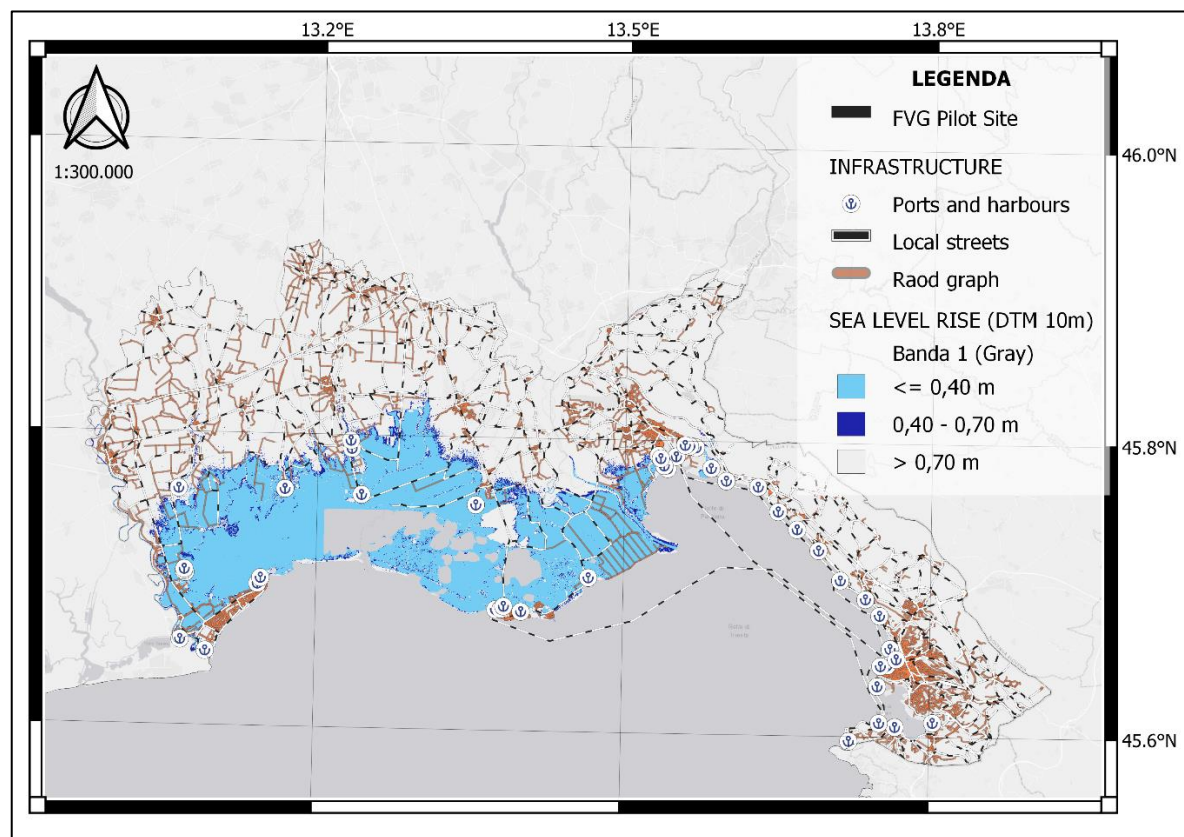 13.2°E
13.5°E
13.8°E
1:300.000
LEGENDA
FVG Pilot Site
INFRASTRUCTURE
Ports and harbours
Local streets
Raod graph
SEA LEVEL RISE (DTM 10m)
Banda 1 (Gray)
<= 0,40 m
0,40 - 0,70 m
> 0,70 m
46.0°N
45.8°N
45.6°N